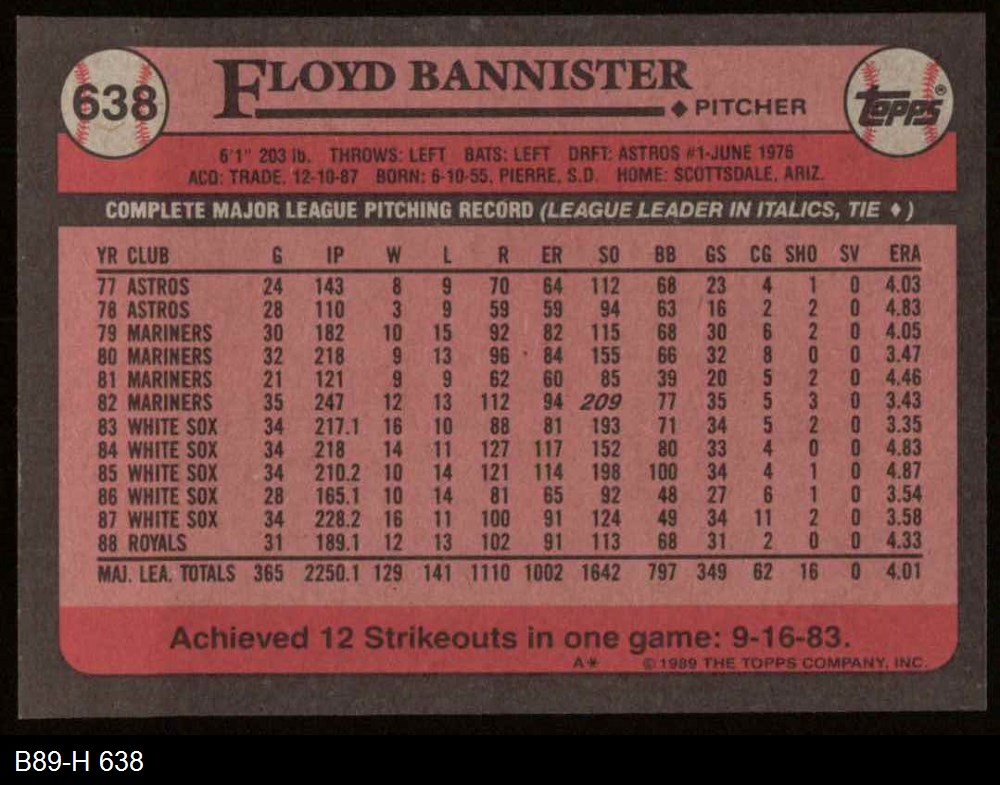 638
FLOYD BANNISTER
◆ PITCHER
TOPPS®
6'1" 203 lb. THROWS: LEFT BATS: LEFT DRFT: ASTROS #1-JUNE 1976
ACQ: TRADE, 12-10-87 BORN: 6-10-55, PIERRE, S.D. HOME: SCOTTSDALE, ARIZ.
COMPLETE MAJOR LEAGUE PITCHING RECORD (LEAGUE LEADER IN ITALICS, TIE ♦)
YR CLUB G IP W L R ER SO BB GS CG SHO SV ERA
77 ASTROS 24 143 8 9 70 64 112 68 23 4 1 0 4.03
78 ASTROS 28 110 3 9 59 59 94 63 16 2 2 0 4.83
79 MARINERS 30 182 10 15 92 82 115 68 30 6 2 0 4.05
80 MARINERS 32 218 9 13 96 84 155 66 32 8 0 0 3.47
81 MARINERS 21 121 9 9 62 60 85 39 20 5 2 0 4.46
82 MARINERS 35 247 12 13 112 94 209 77 35 5 3 0 3.43
83 WHITE SOX 34 217.1 16 10 88 81 193 71 34 5 2 0 3.35
84 WHITE SOX 34 218 14 11 127 117 152 80 33 4 0 0 4.83
85 WHITE SOX 34 210.2 10 14 121 114 198 100 34 4 1 0 4.87
86 WHITE SOX 28 165.1 10 14 81 65 92 48 27 6 1 0 3.54
87 WHITE SOX 34 228.2 16 11 100 91 124 49 34 11 2 0 3.58
88 ROYALS 31 189.1 12 13 102 91 113 68 31 2 0 0 4.33
MAJ. LEA. TOTALS 365 2250.1 129 141 1110 1002 1642 797 349 62 16 0 4.01
Achieved 12 Strikeouts in one game: 9-16-83.
A* © 1989 THE TOPPS COMPANY, INC.
B89-H 638